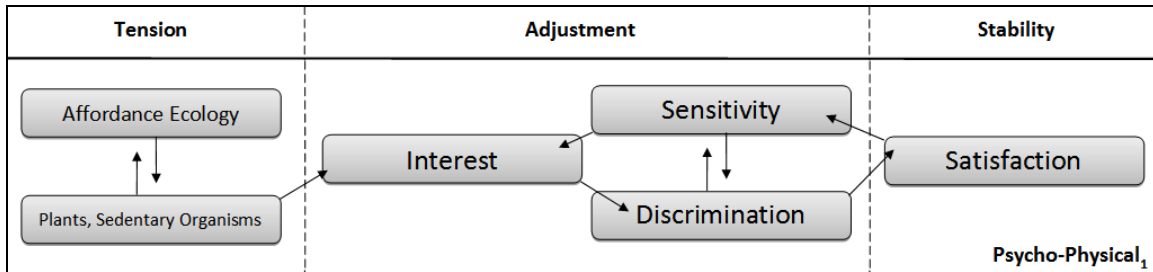 Tension
Adjustment
Stability
Affordance Ecology
Sensitivity
Interest
Satisfaction
Plants, Sedentary Organisms
Discrimination
Psycho-Physical₁